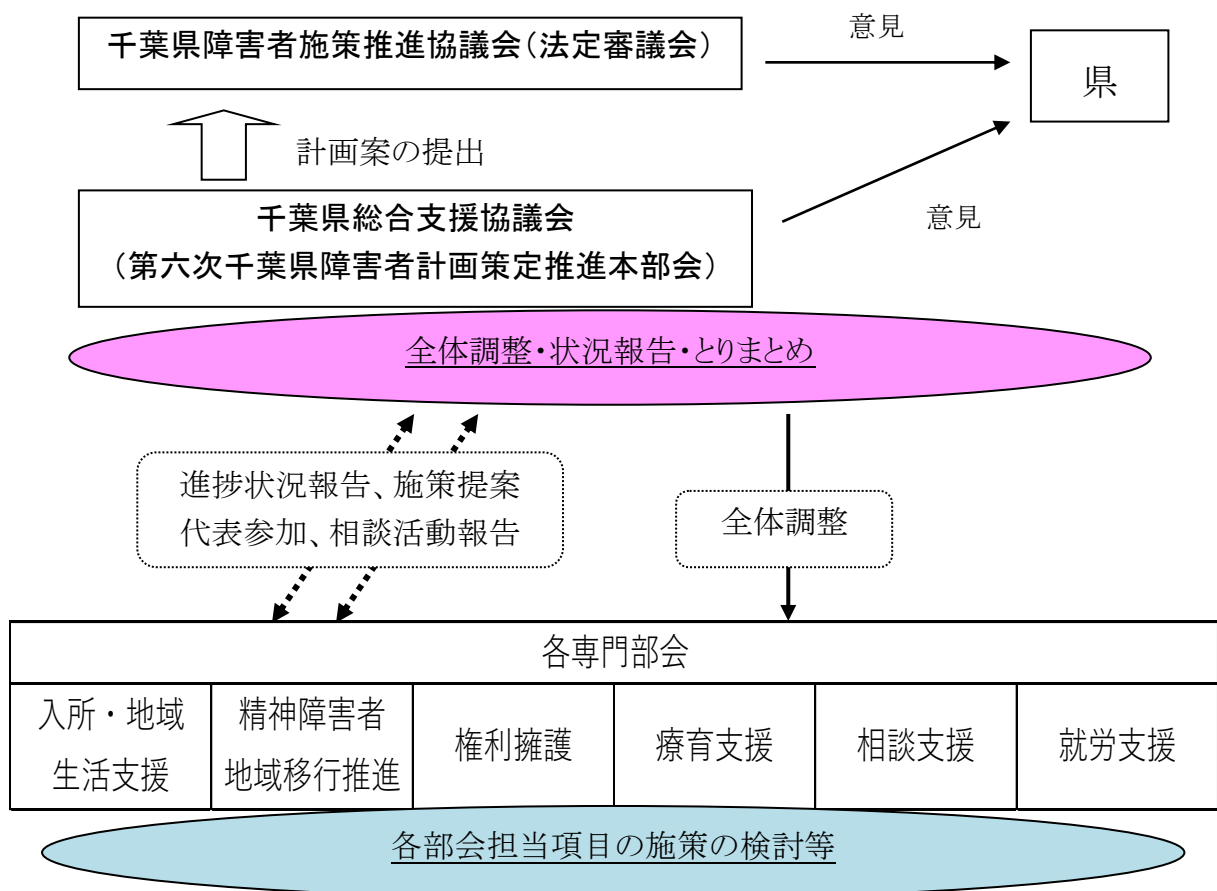 千葉県障害者施策推進協議会（法定審議会）
意見
県
計画案の提出
千葉県総合支援協議会
（第六次千葉県障害者計画策定推進本部会）
意見
全体調整・状況報告・とりまとめ
進捗状況報告、施策提案
代表参加、相談活動報告
全体調整
各専門部会
入所・地域
生活支援
精神障害者
地域移行推進
権利擁護
療育支援
相談支援
就労支援
各部会担当項目の施策の検討等